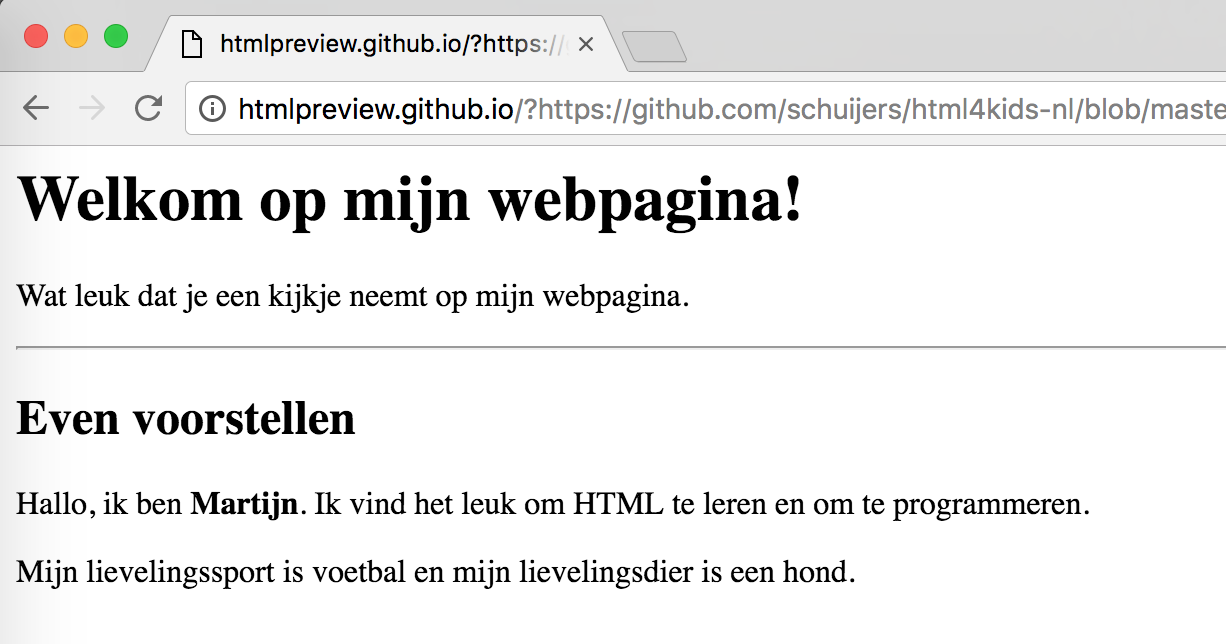 htmlpreview.github.io/?https://
htmlpreview.github.io/?https://github.com/schuijers/html4kids-nl/blob/maste
Welkom op mijn webpagina!
Wat leuk dat je een kijkje neemt op mijn webpagina.
Even voorstellen
Hallo, ik ben Martijn. Ik vind het leuk om HTML te leren en om te programmeren.
Mijn lievelingssport is voetbal en mijn lievelingsdier is een hond.